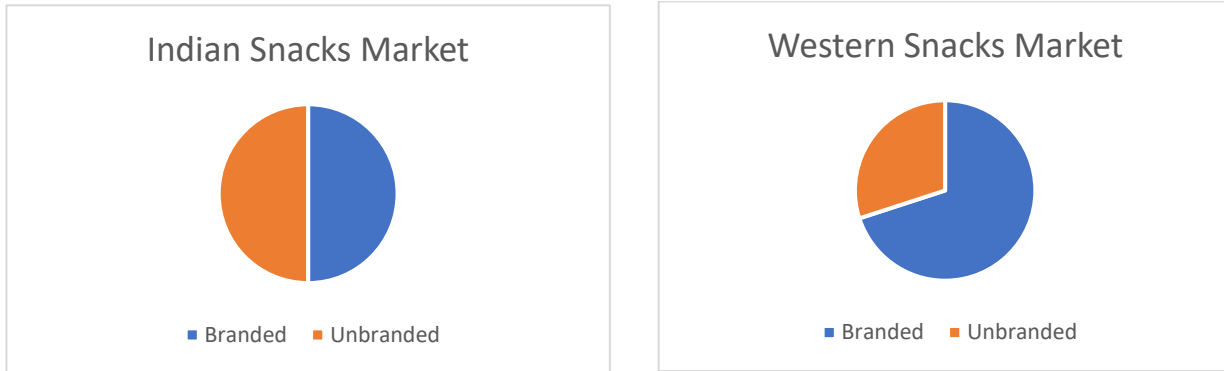 Indian Snacks Market
Branded Unbranded
Western Snacks Market
Branded Unbranded